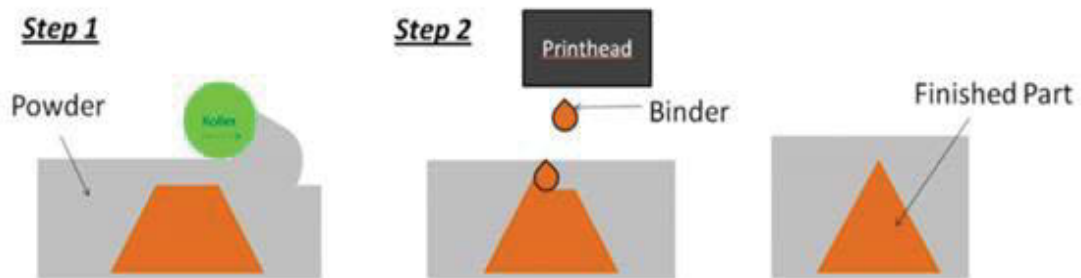 Step 1
Step 2
Printhead
Powder
Roller
Binder
Finished Part